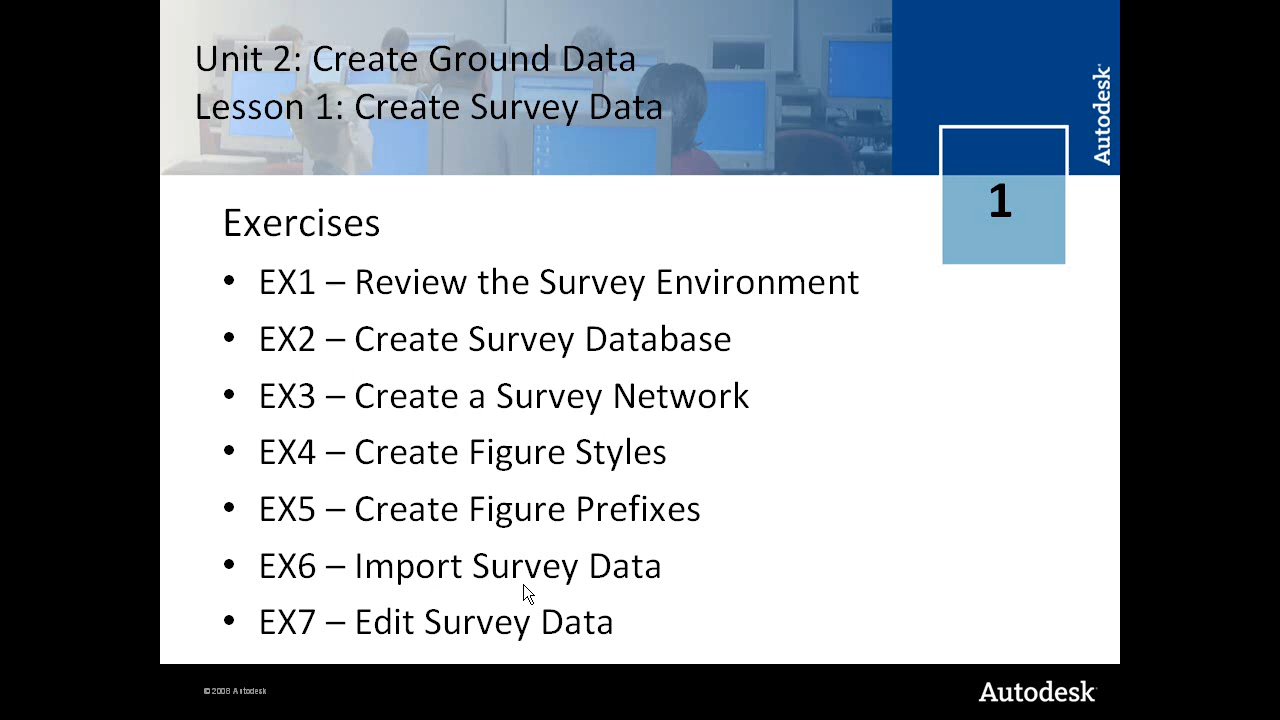 Unit 2: Create Ground Data
Lesson 1: Create Survey Data
Autodesk
1
Exercises
• EX1 – Review the Survey Environment
• EX2 – Create Survey Database
• EX3 – Create a Survey Network
• EX4 – Create Figure Styles
• EX5 – Create Figure Prefixes
• EX6 – Import Survey Data
• EX7 – Edit Survey Data
© 2008 Autodesk
Autodesk